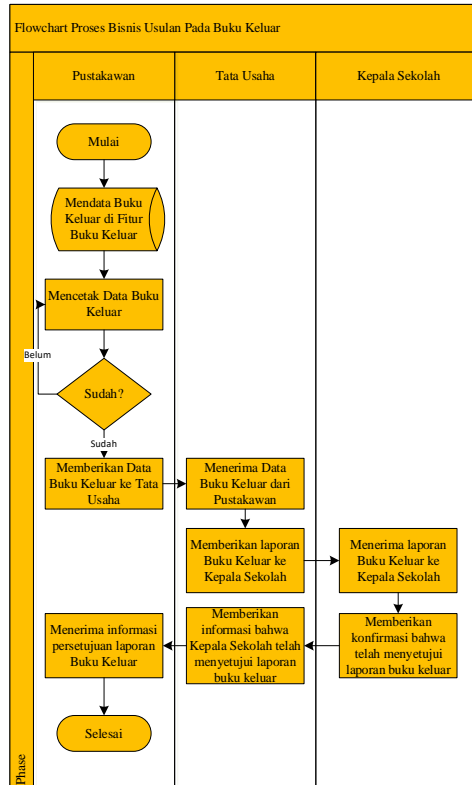 Flowchart Proses Bisnis Usulan Pada Buku Keluar
Pustakawan
Tata Usaha
Kepala Sekolah
Mulai
Mendata Buku
Keluar di Fitur
Buku Keluar
Mencetak Data Buku
Keluar
Belum
Sudah?
Sudah
Memberikan Data
Buku Keluar ke Tata
Usaha
Menerima Data
Buku Keluar dari
Pustakawan
Memberikan laporan
Buku Keluar ke
Kepala Sekolah
Menerima laporan
Buku Keluar ke
Kepala Sekolah
Memberikan
konfirmasi bahwa
telah menyetujui
laporan buku keluar
Memberikan
informasi bahwa
Kepala Sekolah telah
menyetujui laporan
buku keluar
Menerima informasi
persetujuan laporan
Buku Keluar
Selesai
Phase